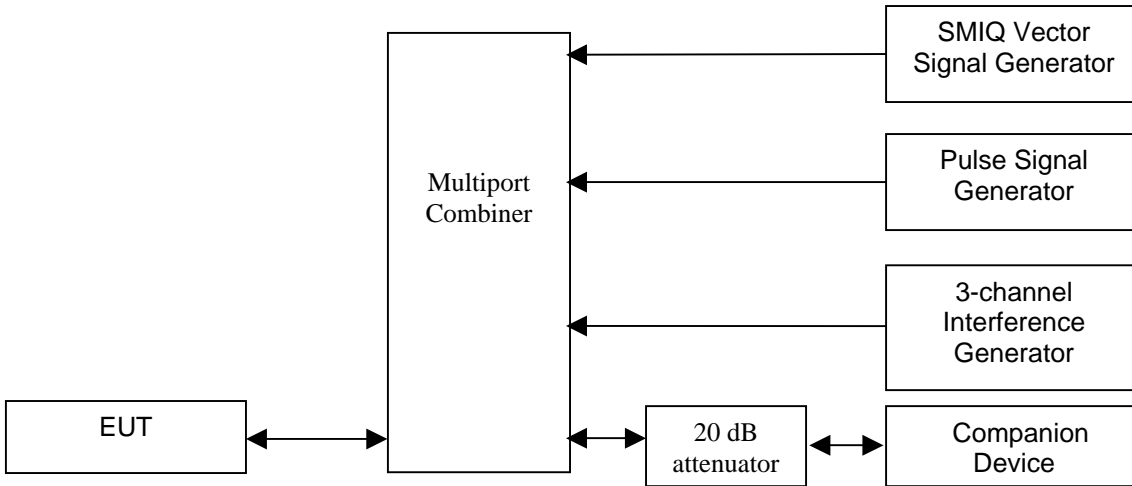 SMIQ Vector
Signal Generator
Pulse Signal
Generator
Multiport
Combiner
3-channel
Interference
Generator
EUT
20 dB
attenuator
Companion
Device